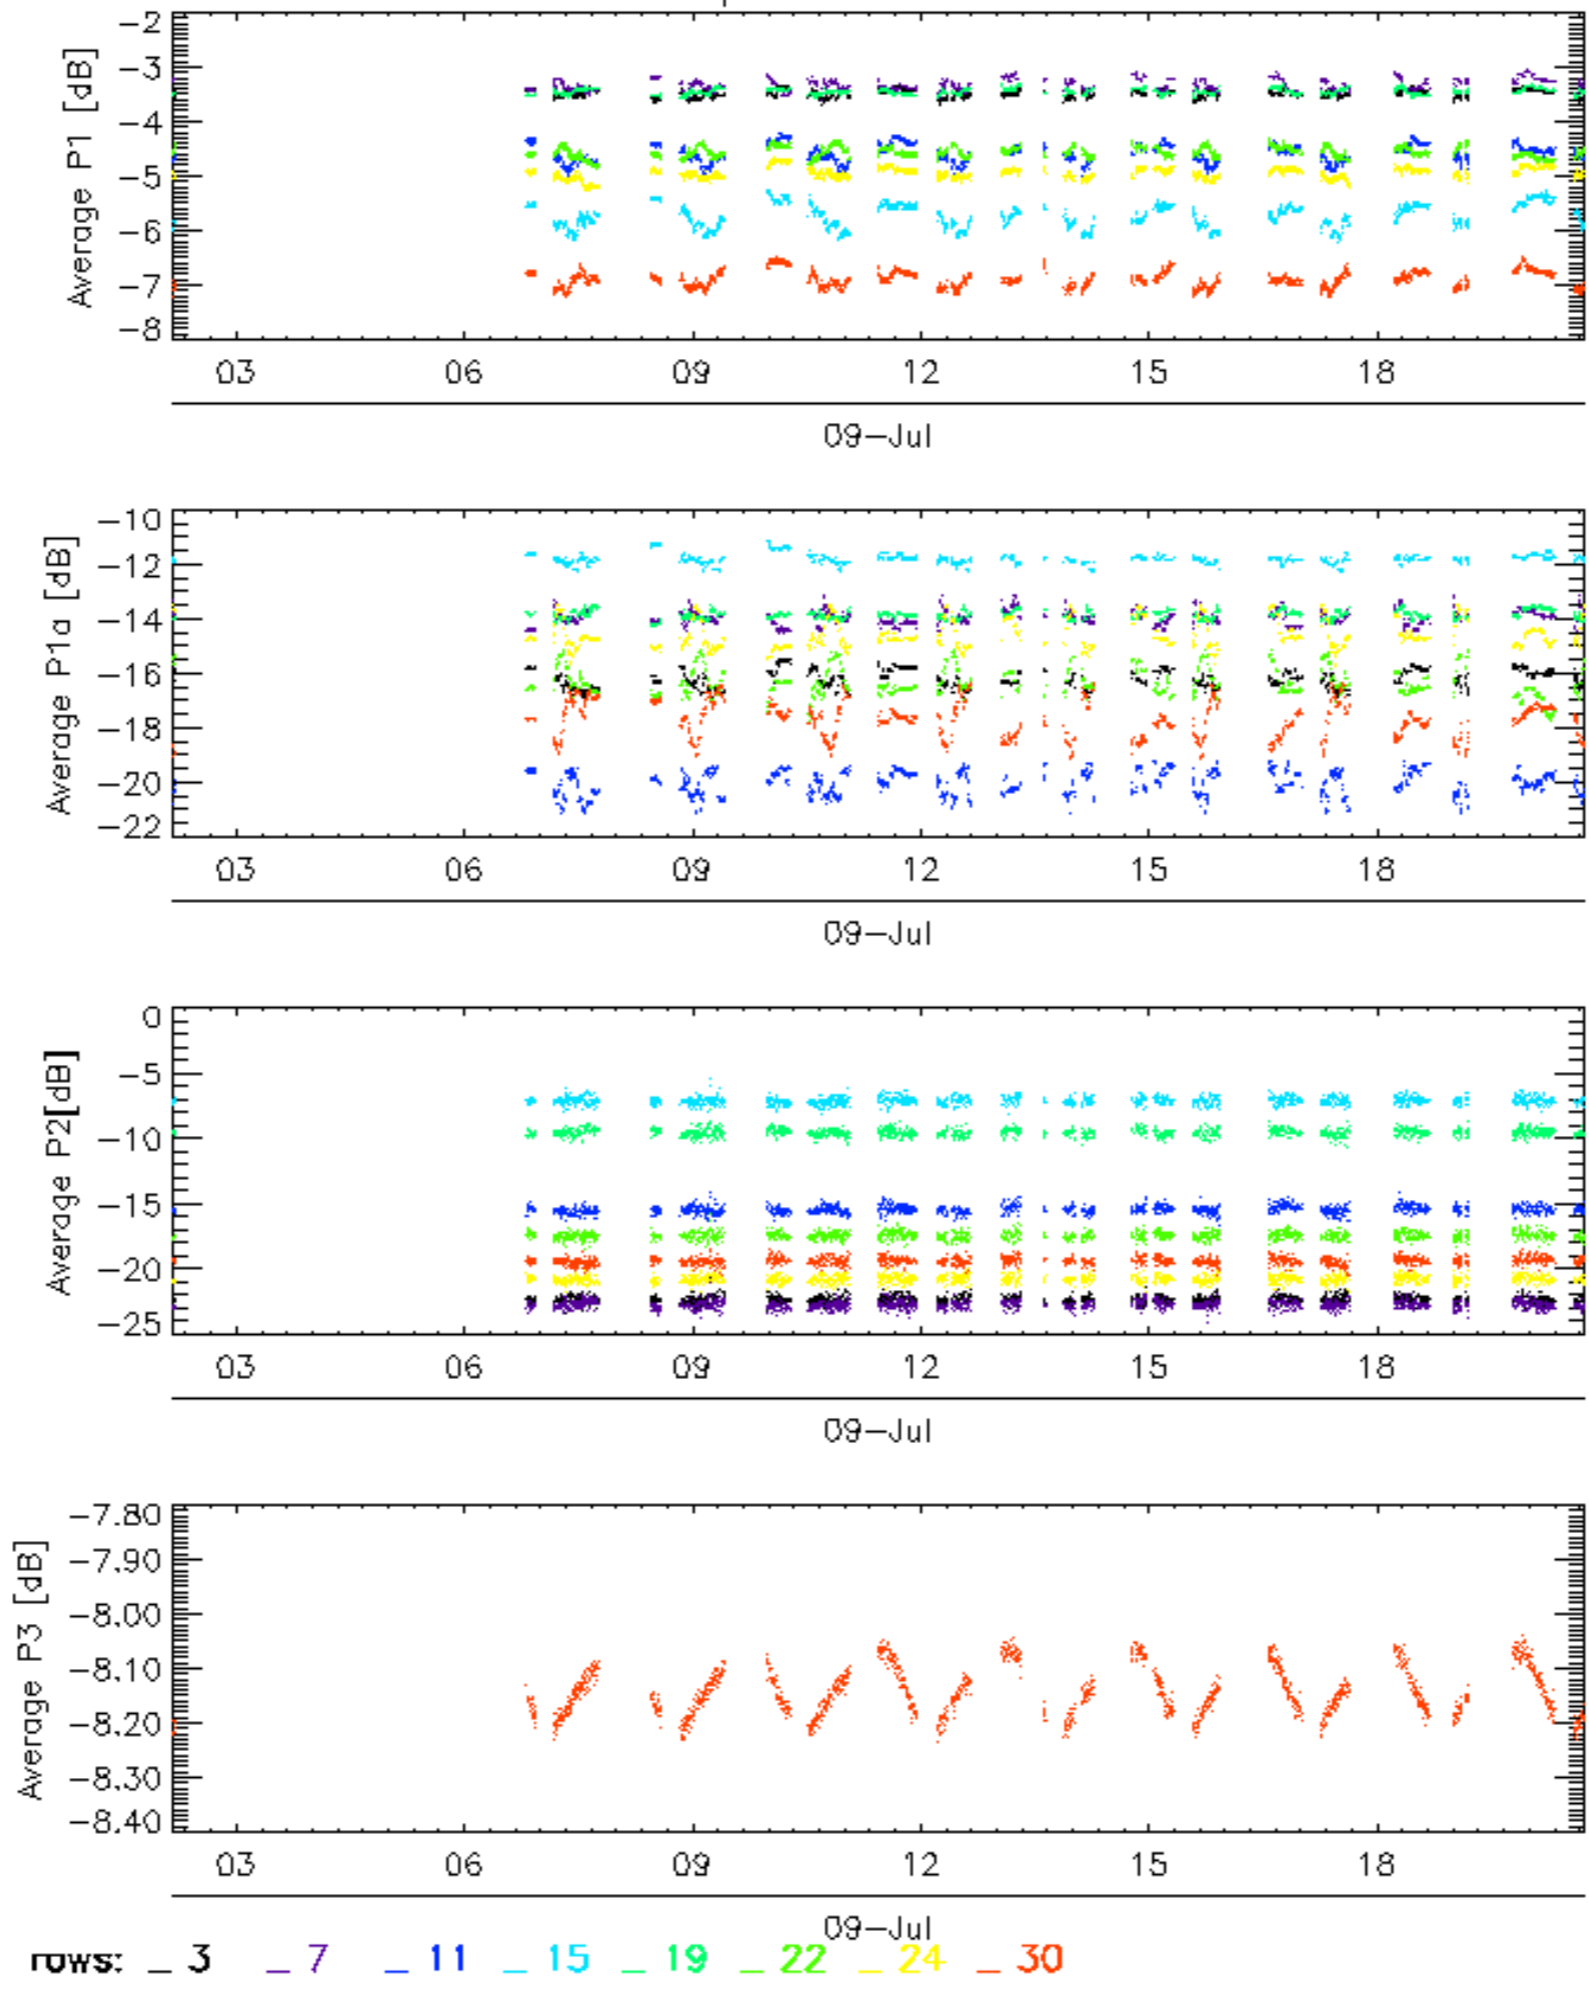 Average P1 [dB]
-2
-3
-4
-5
-6
-7
-8
03 06 09 12 15 18
09-Jul
Average P1a [dB]
-10
-12
-14
-16
-18
-20
-22
03 06 09 12 15 18
09-Jul
Average P2[dB]
0
-5
-10
-15
-20
-25
03 06 09 12 15 18
09-Jul
Average P3 [dB]
-7.80
-7.90
-8.00
-8.10
-8.20
-8.30
-8.40
03 06 09 12 15 18
09-Jul
rows: _ 3 _ 7 _ 11 _ 15 _ 19 _ 22 _ 24 _ 30